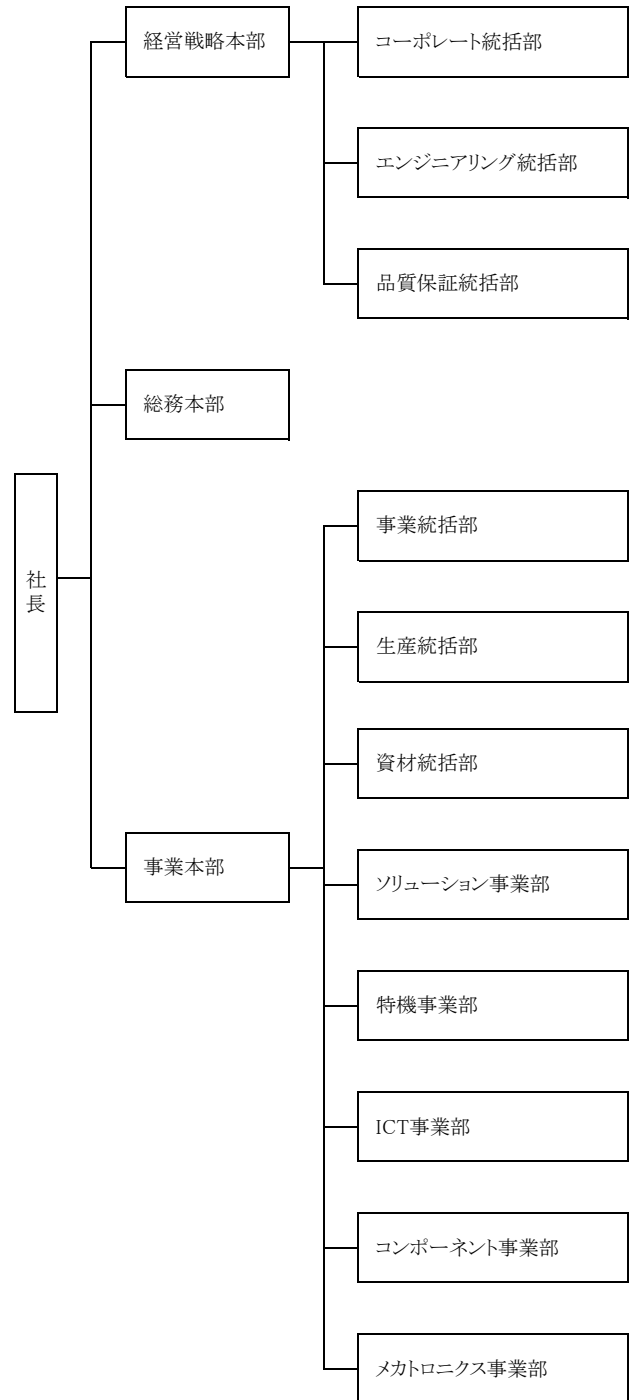 社長
経営戦略本部
コーポレート統括部
エンジニアリング統括部
品質保証統括部
総務本部
事業本部
事業統括部
生産統括部
資材統括部
ソリューション事業部
特機事業部
ICT事業部
コンポーネント事業部
メカトロニクス事業部